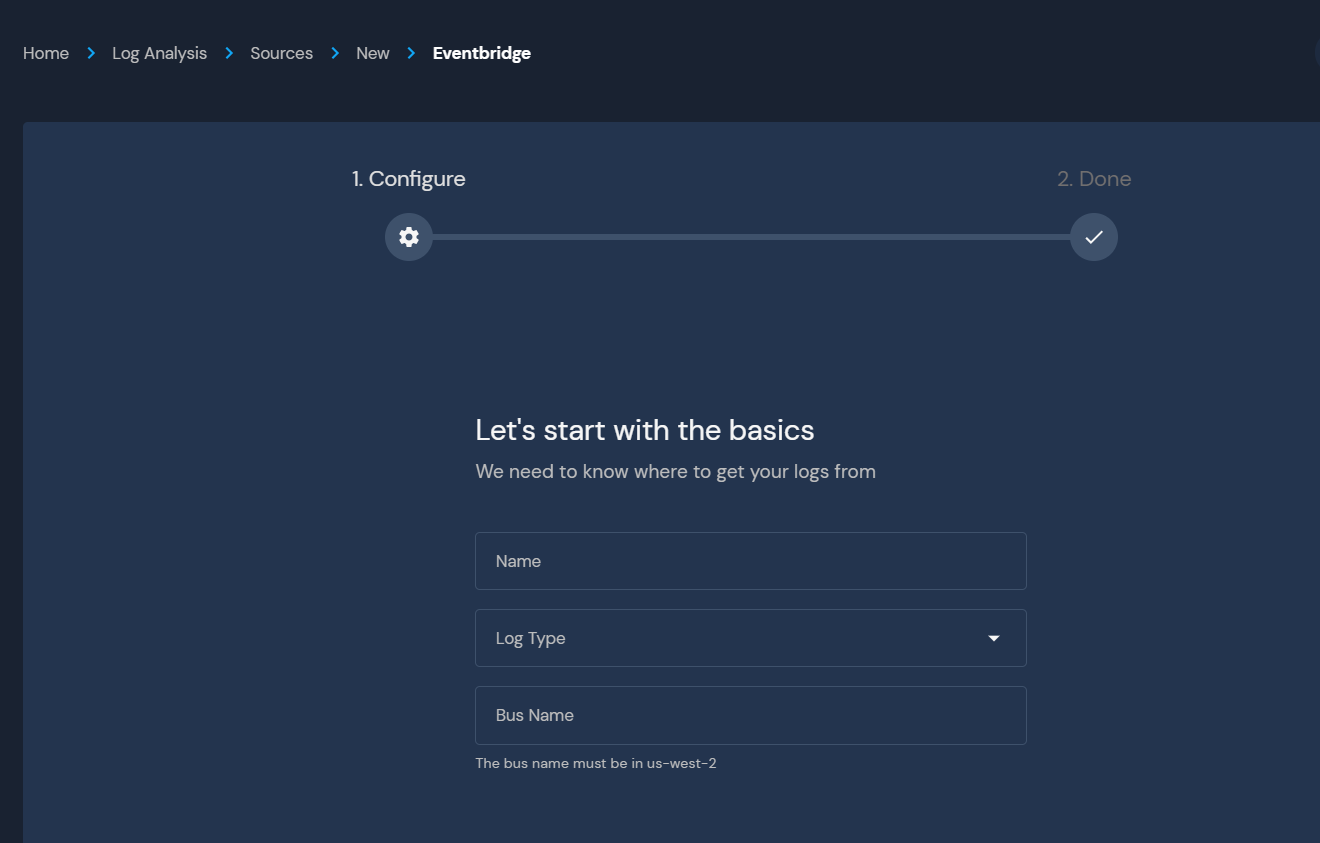 Home Log Analysis Sources New Eventbridge
1. Configure 2. Done
Let's start with the basics
We need to know where to get your logs from
Name
Log Type
Bus Name
The bus name must be in us-west-2